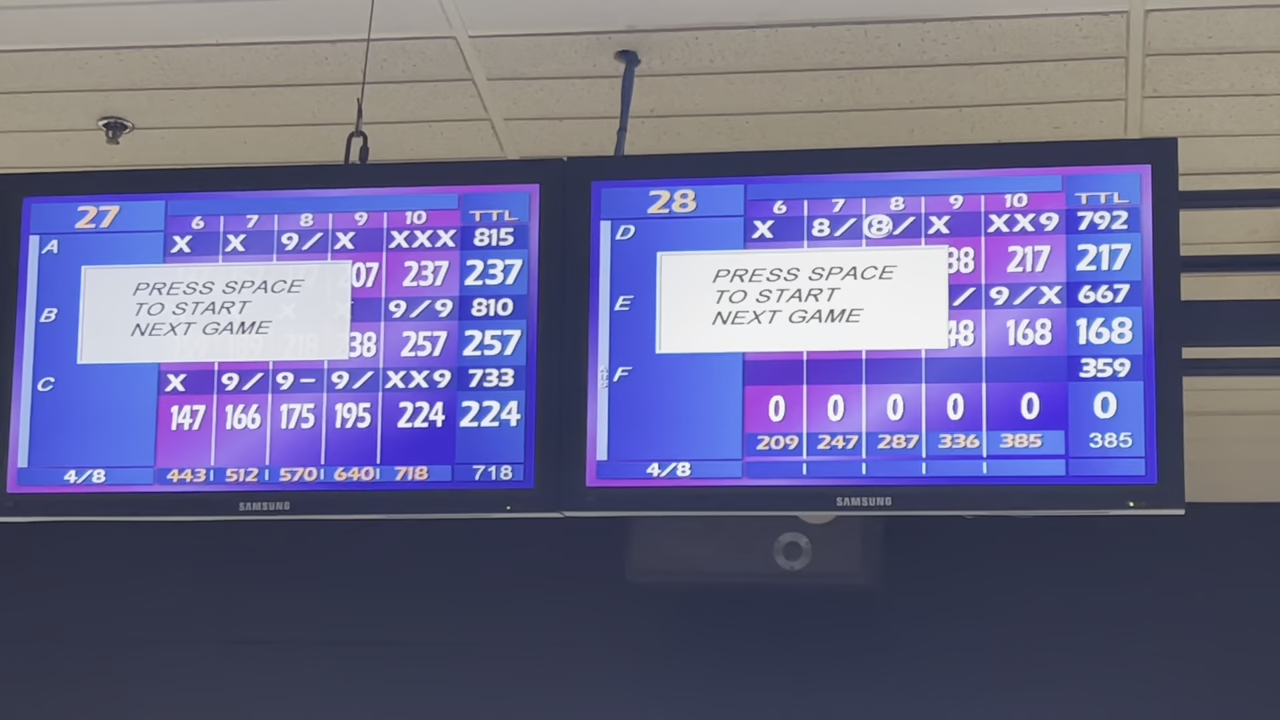 27
6 7 8 9 10 TTL
A X X 9/ X XXX 815
PRESS SPACE
TO START
NEXT GAME
07 237 237
B 9/9 810
38 257 257
C X 9/ 9- 9/ XX9 733
147 166 175 195 224 224
4/8 443 512 570 640 718 718
SAMSUNG
28
6 7 8 9 10 TTL
D X 8/ 8/ X XX9 792
PRESS SPACE
TO START
NEXT GAME
88 217 217
E / 9/X 667
48 168 168
F 359
0 0 0 0 0 0
209 247 287 336 385 385
4/8
SAMSUNG